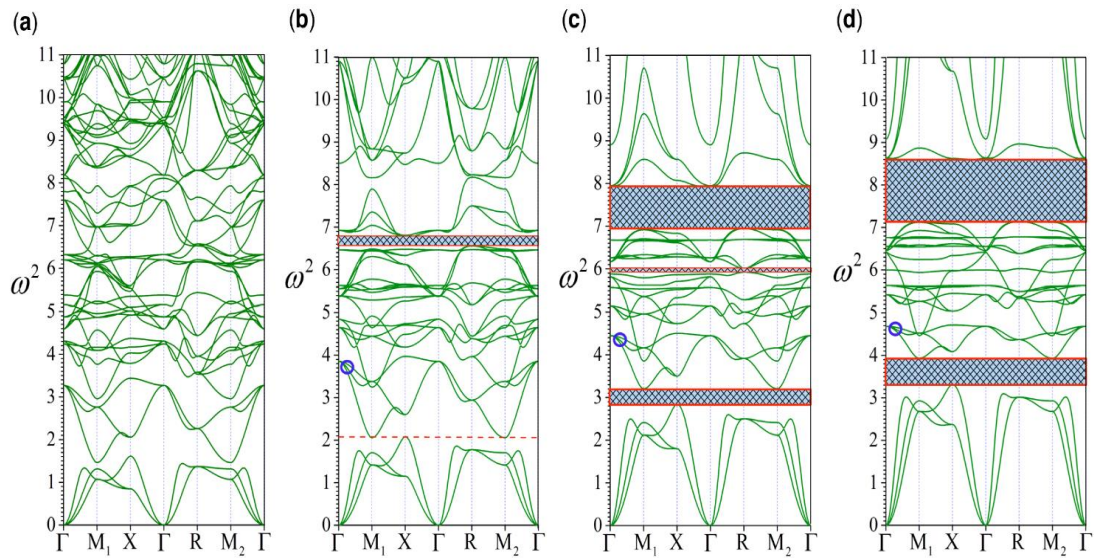 (a) (b) (c) (d)
11 11 11 11
10 10 10 10
9 9 9 9
8 8 8 8
7 7 7 7
6 6 6 6
ω² ω² ω² ω²
5 5 5 5
4 4 4 4
3 3 3 3
2 2 2 2
1 1 1 1
0 0 0 0
Γ M₁ X Γ R M₂ Γ Γ M₁ X Γ R M₂ Γ Γ M₁ X Γ R M₂ Γ Γ M₁ X Γ R M₂ Γ